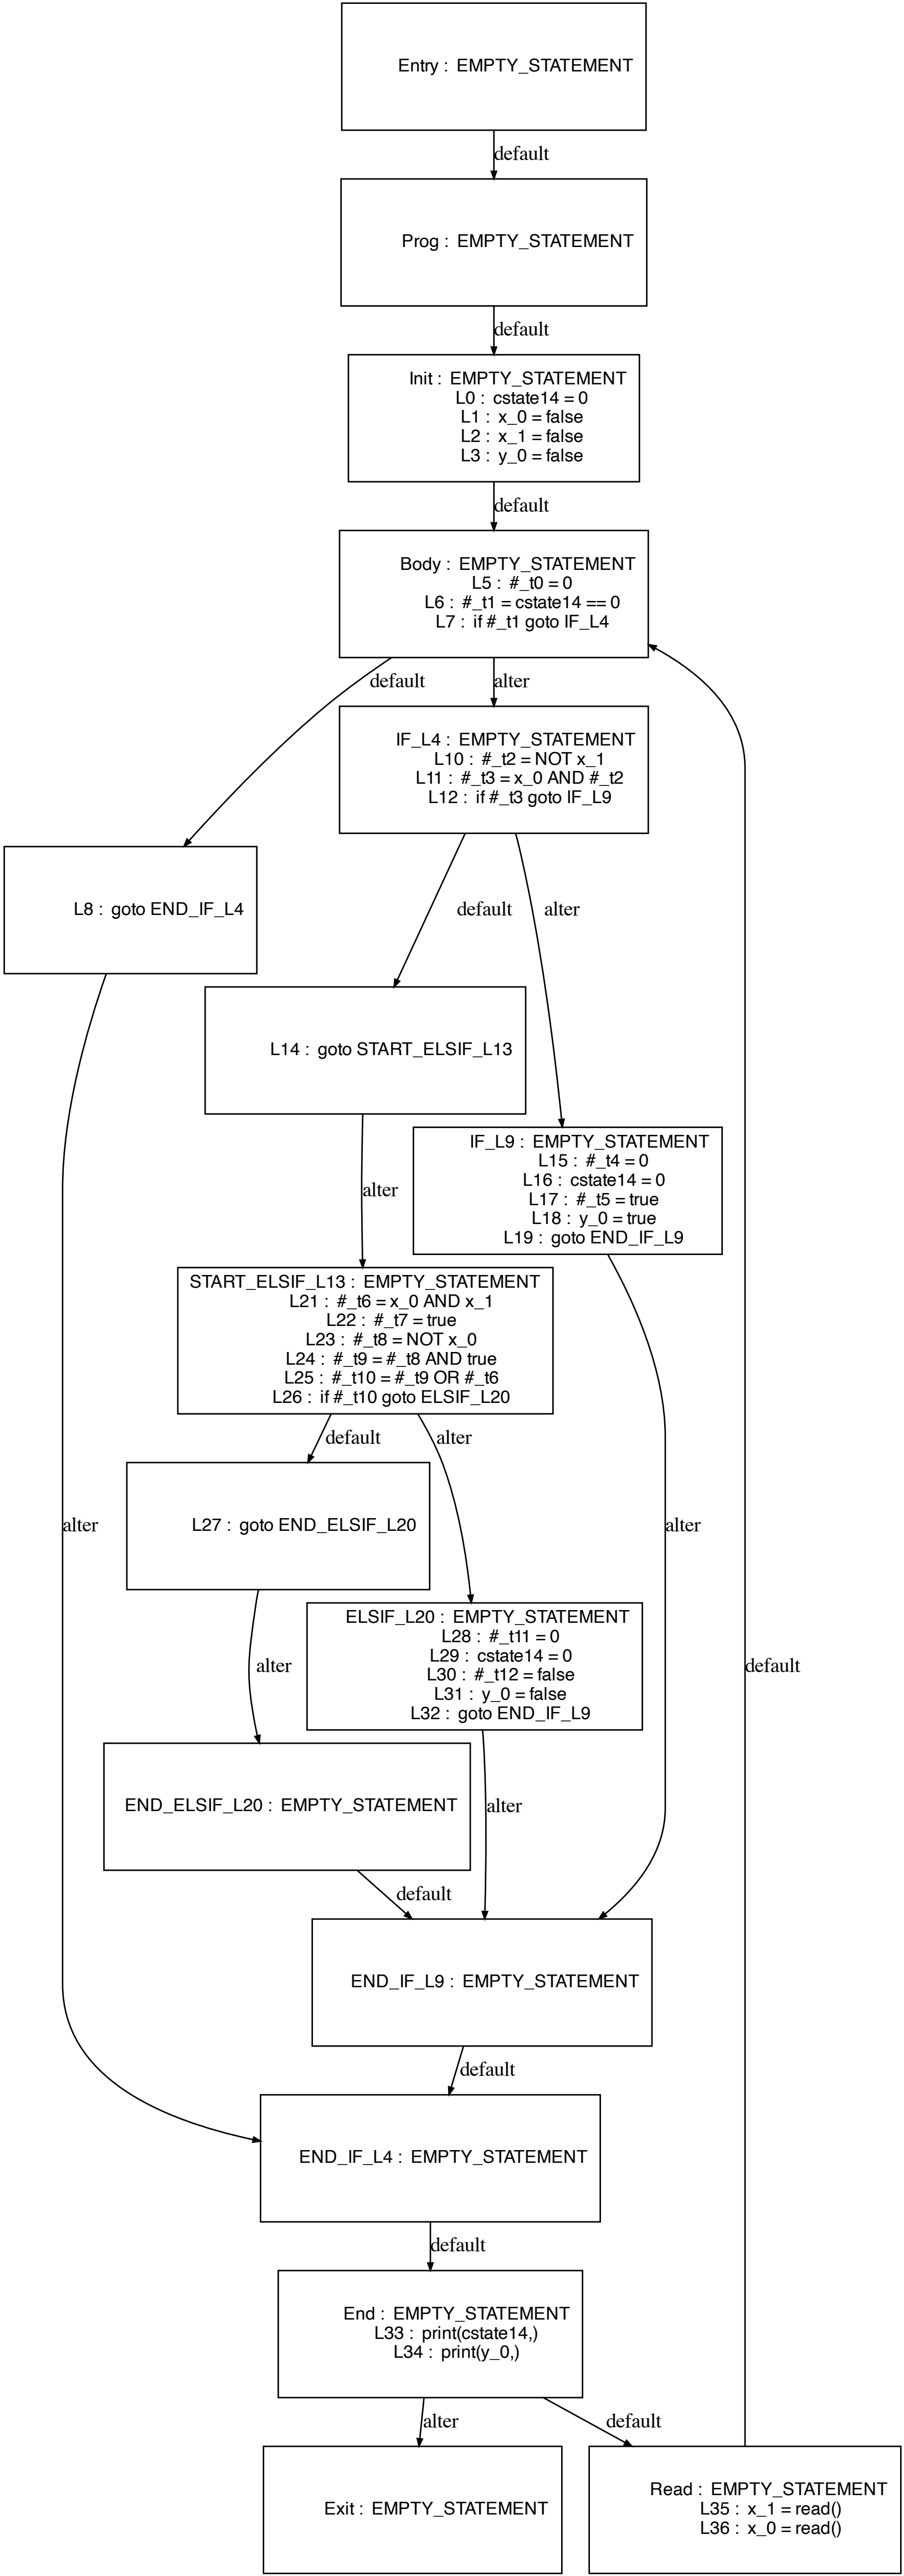 Entry : EMPTY_STATEMENT
default
Prog : EMPTY_STATEMENT
default
Init : EMPTY_STATEMENT
L0 : cstate14 = 0
L1 : x_0 = false
L2 : x_1 = false
L3 : y_0 = false
default
Body : EMPTY_STATEMENT
L5 : #_t0 = 0
L6 : #_t1 = cstate14 == 0
L7 : if #_t1 goto IF_L4
default
alter
IF_L4 : EMPTY_STATEMENT
L10 : #_t2 = NOT x_1
L11 : #_t3 = x_0 AND #_t2
L12 : if #_t3 goto IF_L9
L8 : goto END_IF_L4
default
alter
L14 : goto START_ELSIF_L13
IF_L9 : EMPTY_STATEMENT
L15 : #_t4 = 0
L16 : cstate14 = 0
L17 : #_t5 = true
L18 : y_0 = true
L19 : goto END_IF_L9
alter
START_ELSIF_L13 : EMPTY_STATEMENT
L21 : #_t6 = x_0 AND x_1
L22 : #_t7 = true
L23 : #_t8 = NOT x_0
L24 : #_t9 = #_t8 AND true
L25 : #_t10 = #_t9 OR #_t6
L26 : if #_t10 goto ELSIF_L20
default
alter
alter
L27 : goto END_ELSIF_L20
alter
ELSIF_L20 : EMPTY_STATEMENT
L28 : #_t11 = 0
L29 : cstate14 = 0
L30 : #_t12 = false
L31 : y_0 = false
L32 : goto END_IF_L9
alter
default
END_ELSIF_L20 : EMPTY_STATEMENT
alter
default
END_IF_L9 : EMPTY_STATEMENT
default
END_IF_L4 : EMPTY_STATEMENT
default
End : EMPTY_STATEMENT
L33 : print(cstate14,)
L34 : print(y_0,)
alter
default
Exit : EMPTY_STATEMENT
Read : EMPTY_STATEMENT
L35 : x_1 = read()
L36 : x_0 = read()